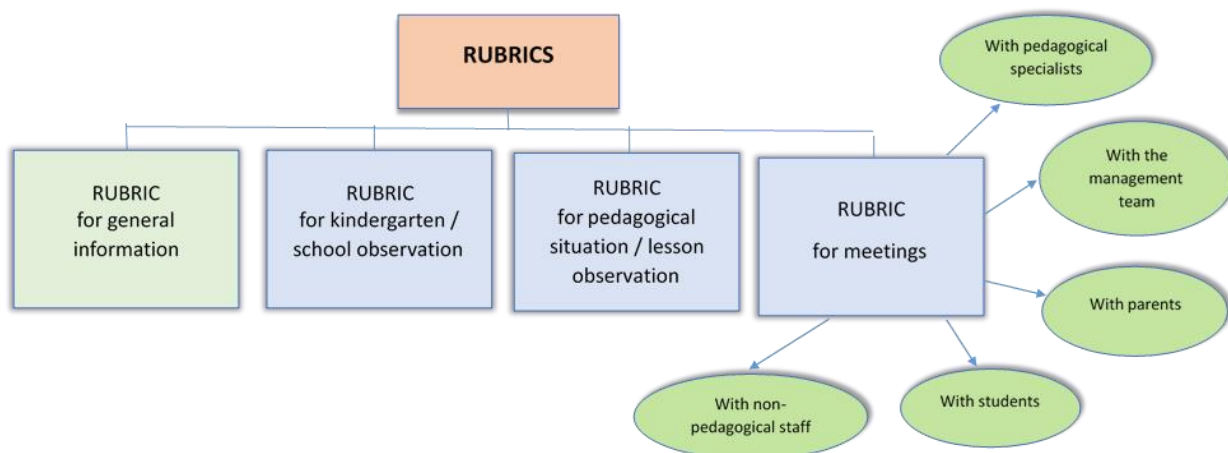 RUBRICS
RUBRIC
for general
information
RUBRIC
for kindergarten /
school observation
RUBRIC
for pedagogical
situation / lesson
observation
RUBRIC
for meetings
With pedagogical
specialists
With the
management
team
With parents
With students
With non-
pedagogical staff